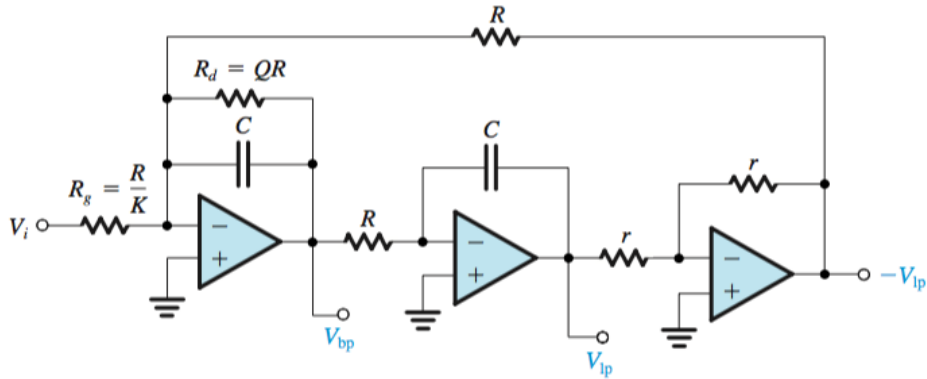 R
R_d = QR
C
C
R_g = R/K
r
V_i
−
+
R
−
+
r
−
+
−V_lp
V_bp
V_lp